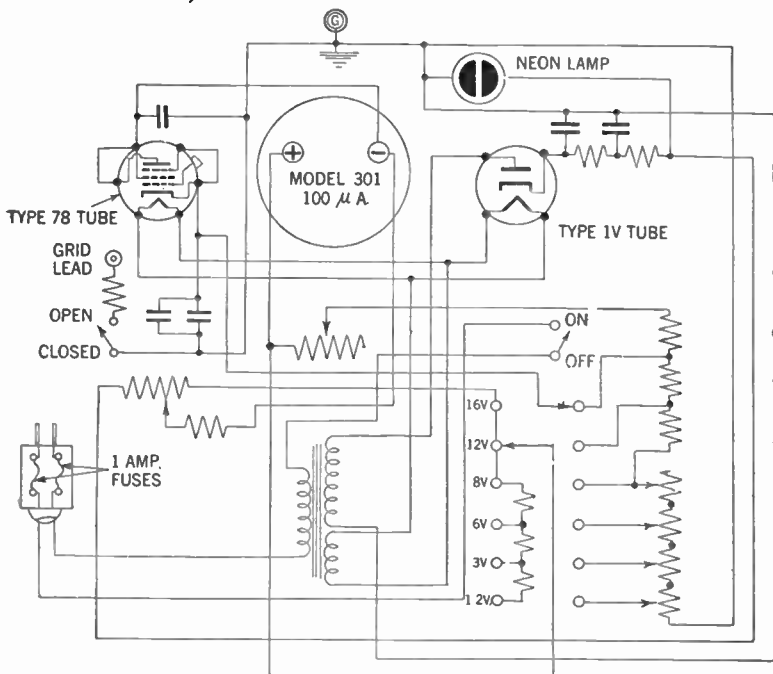 G
NEON LAMP
+
−
MODEL 301
100 μ A.
TYPE 78 TUBE
TYPE 1V TUBE
GRID
LEAD
OPEN
CLOSED
ON
OFF
16V
12V
8V
6V
3V
1 2V
1 AMP.
FUSES